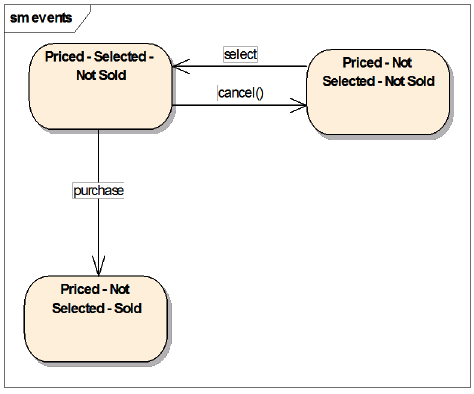 sm events
Priced - Selected -
Not Sold
select
cancel()
Priced - Not
Selected - Not Sold
purchase
Priced - Not
Selected - Sold